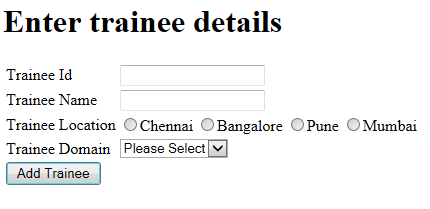 Enter trainee details
Trainee Id
Trainee Name
Trainee Location Chennai Bangalore Pune Mumbai
Trainee Domain Please Select
Add Trainee